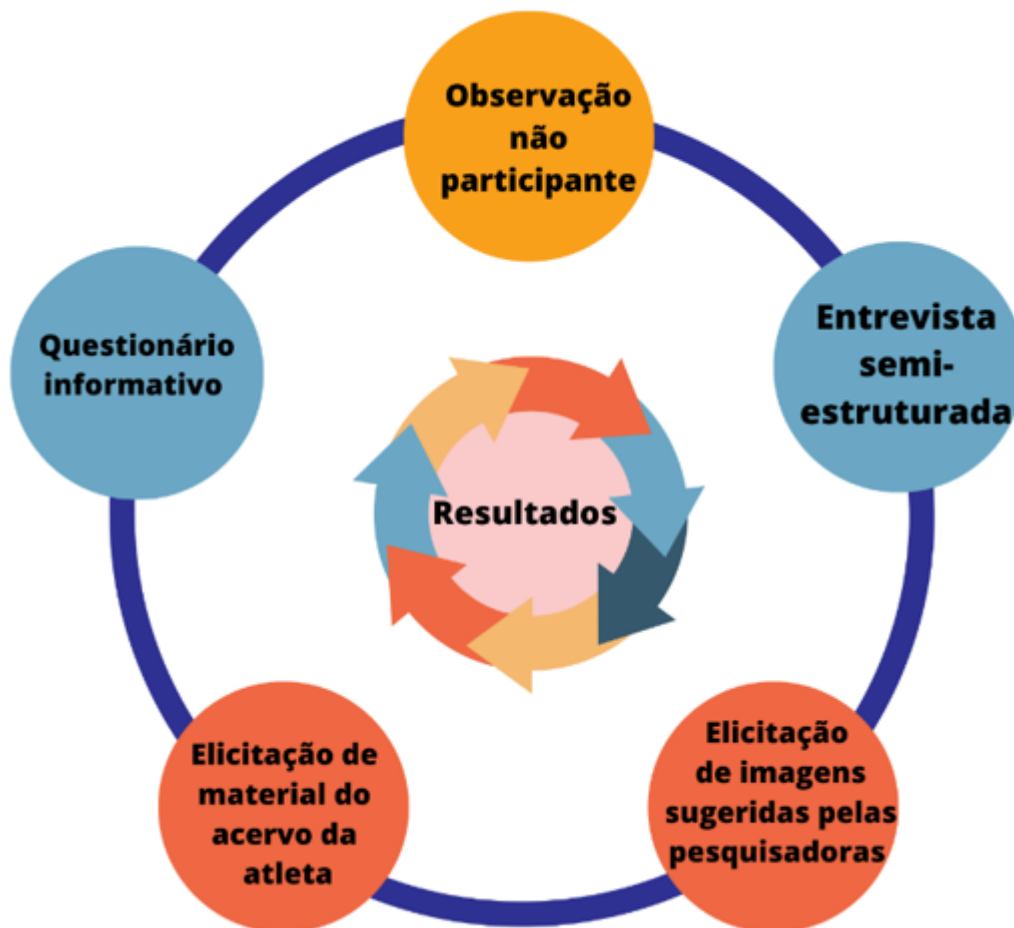 Observação
não
participante
Questionário
informativo
Entrevista
semi-
estruturada
Resultados
Elicitação de
material do
acervo da
atleta
Elicitação
de imagens
sugeridas pelas
pesquisadoras